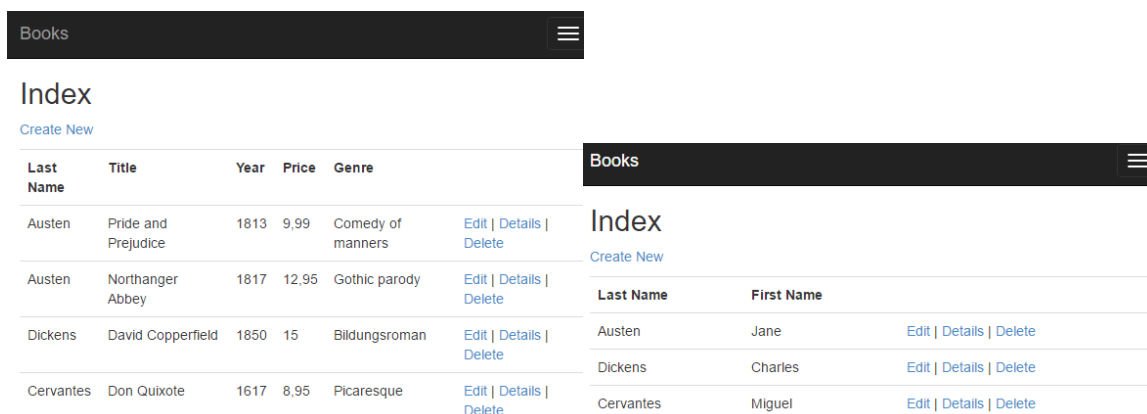 Books
Index
Create New
Last Name Title Year Price Genre
Austen Pride and Prejudice 1813 9,99 Comedy of manners Edit | Details | Delete
Austen Northanger Abbey 1817 12,95 Gothic parody Edit | Details | Delete
Dickens David Copperfield 1850 15 Bildungsroman Edit | Details | Delete
Cervantes Don Quixote 1617 8,95 Picaresque Edit | Details | Delete
Books
Index
Create New
Last Name First Name
Austen Jane Edit | Details | Delete
Dickens Charles Edit | Details | Delete
Cervantes Miguel Edit | Details | Delete